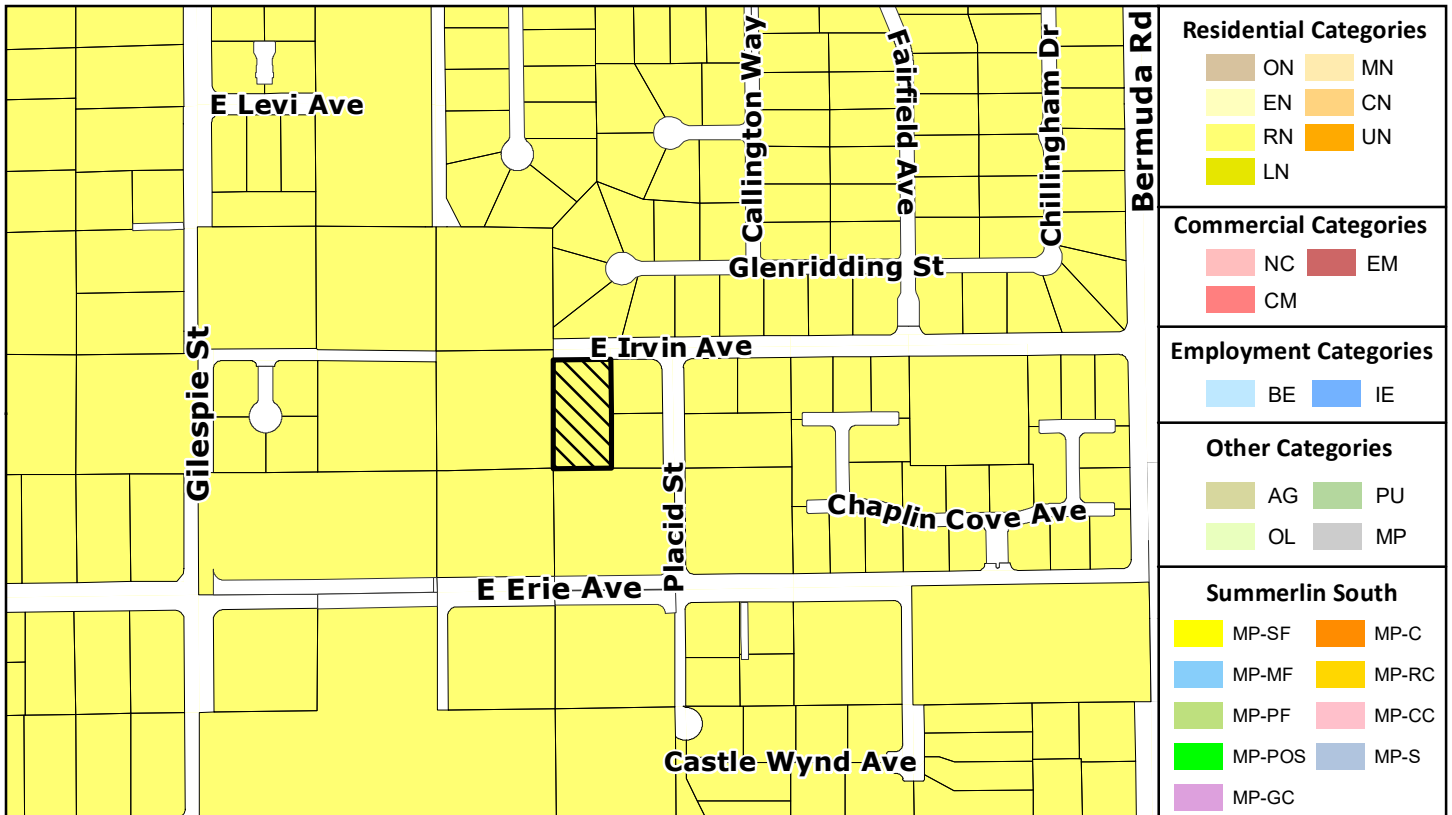 E Levi Ave
Callington Way
Fairfield Ave
Chillingham Dr
Bermuda Rd
Glenridding St
E Irvin Ave
Gilespie St
Placid St
Chaplin Cove Ave
E Erie Ave
Castle Wynd Ave
Residential Categories
ON MN
EN CN
RN UN
LN
Commercial Categories
NC EM
CM
Employment Categories
BE IE
Other Categories
AG PU
OL MP
Summerlin South
MP-SF MP-C
MP-MF MP-RC
MP-PF MP-CC
MP-POS MP-S
MP-GC